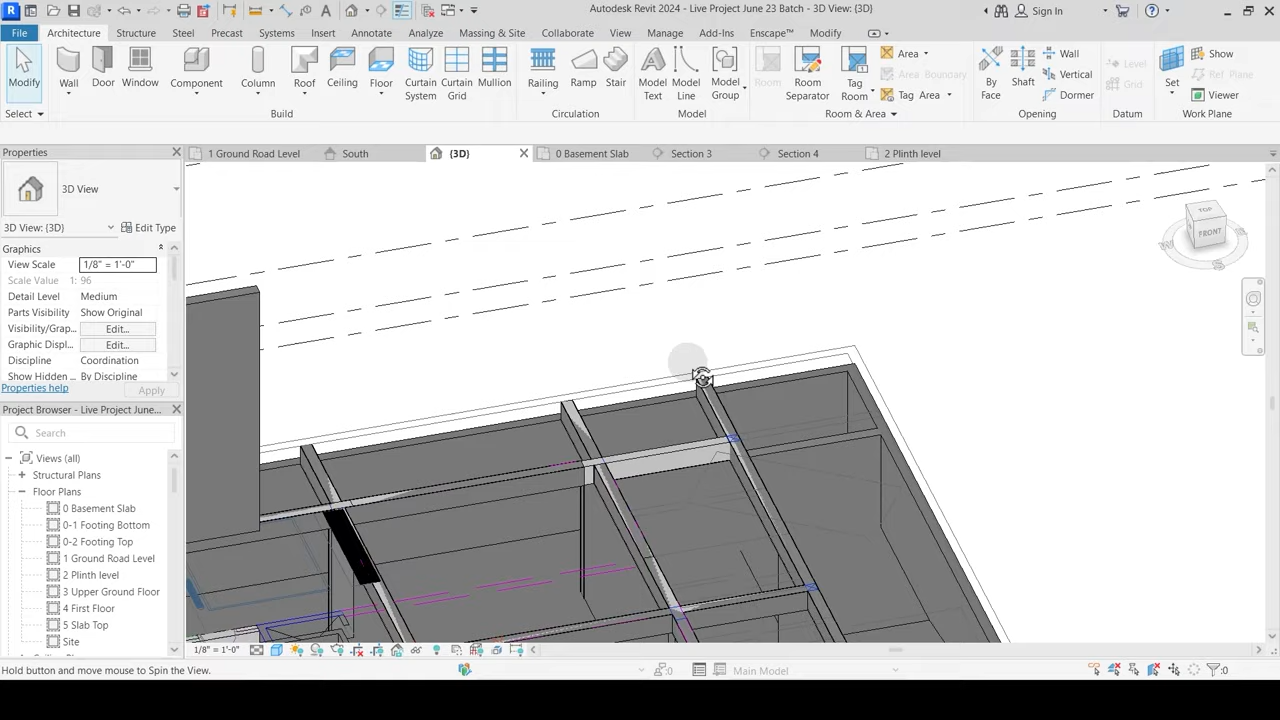 Autodesk Revit 2024 - Live Project June 23 Batch - 3D View: {3D}
Sign In
File Architecture Structure Steel Precast Systems Insert Annotate Analyze Massing & Site Collaborate View Manage Add-Ins Enscape™ Modify
Modify Wall Door Window Component Column Roof Ceiling Floor Curtain System Curtain Grid Mullion Railing Ramp Stair Model Text Model Line Model Group Room Room Separator Tag Room By Face Shaft Set
Area Wall Level Show
Area Boundary Vertical Grid Ref Plane
Tag Area Dormer Viewer
Select Build Circulation Model Room & Area Opening Datum Work Plane
Properties
1 Ground Road Level South {3D} 0 Basement Slab Section 3 Section 4 2 Plinth level
3D View
3D View: {3D} Edit Type
Graphics
View Scale 1/8" = 1'-0"
Scale Value 1: 96
Detail Level Medium
Parts Visibility Show Original
Visibility/Grap... Edit...
Graphic Displ... Edit...
Discipline Coordination
Show Hidden By Discipline
Properties help Apply
TOP
FRONT
W S E
Project Browser - Live Project June...
Search
Views (all)
Structural Plans
Floor Plans
0 Basement Slab
0-1 Footing Bottom
0-2 Footing Top
1 Ground Road Level
2 Plinth level
3 Upper Ground Floor
4 First Floor
5 Slab Top
Site
1/8" = 1'-0"
Hold button and move mouse to Spin the View.
:0
Main Model
:0